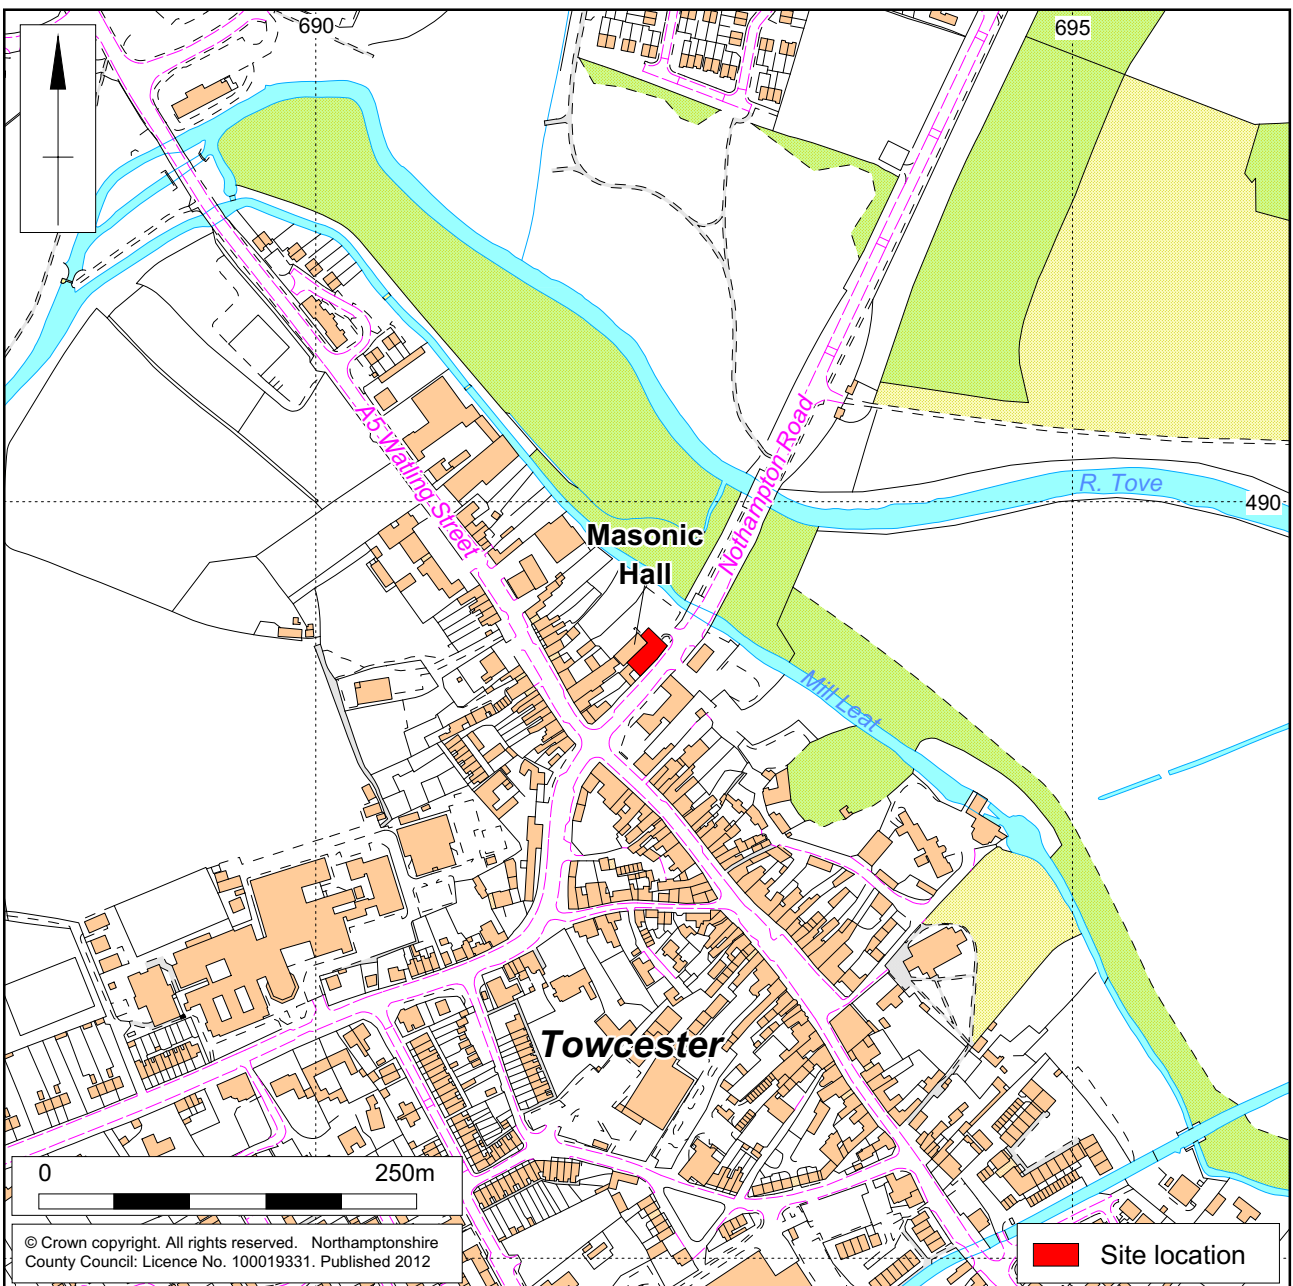 690
695
A5 Watling Street
Nothampton Road
R. Tove
490
Masonic
Hall
Mill Leat
Towcester
0 250m
© Crown copyright. All rights reserved. Northamptonshire
County Council: Licence No. 100019331. Published 2012
Site location